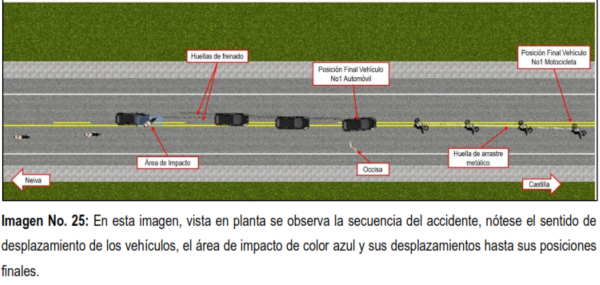 Huellas de frenado
Posición Final Vehículo
No1 Automóvil
Posición Final Vehículo
No1 Motocicleta
Área de Impacto
Occisa
Huella de arrastre
metálico
Neiva
Castilla
Imagen No. 25: En esta imagen, vista en planta se observa la secuencia del accidente, nótese el sentido de
desplazamiento de los vehículos, el área de impacto de color azul y sus desplazamientos hasta sus posiciones
finales.